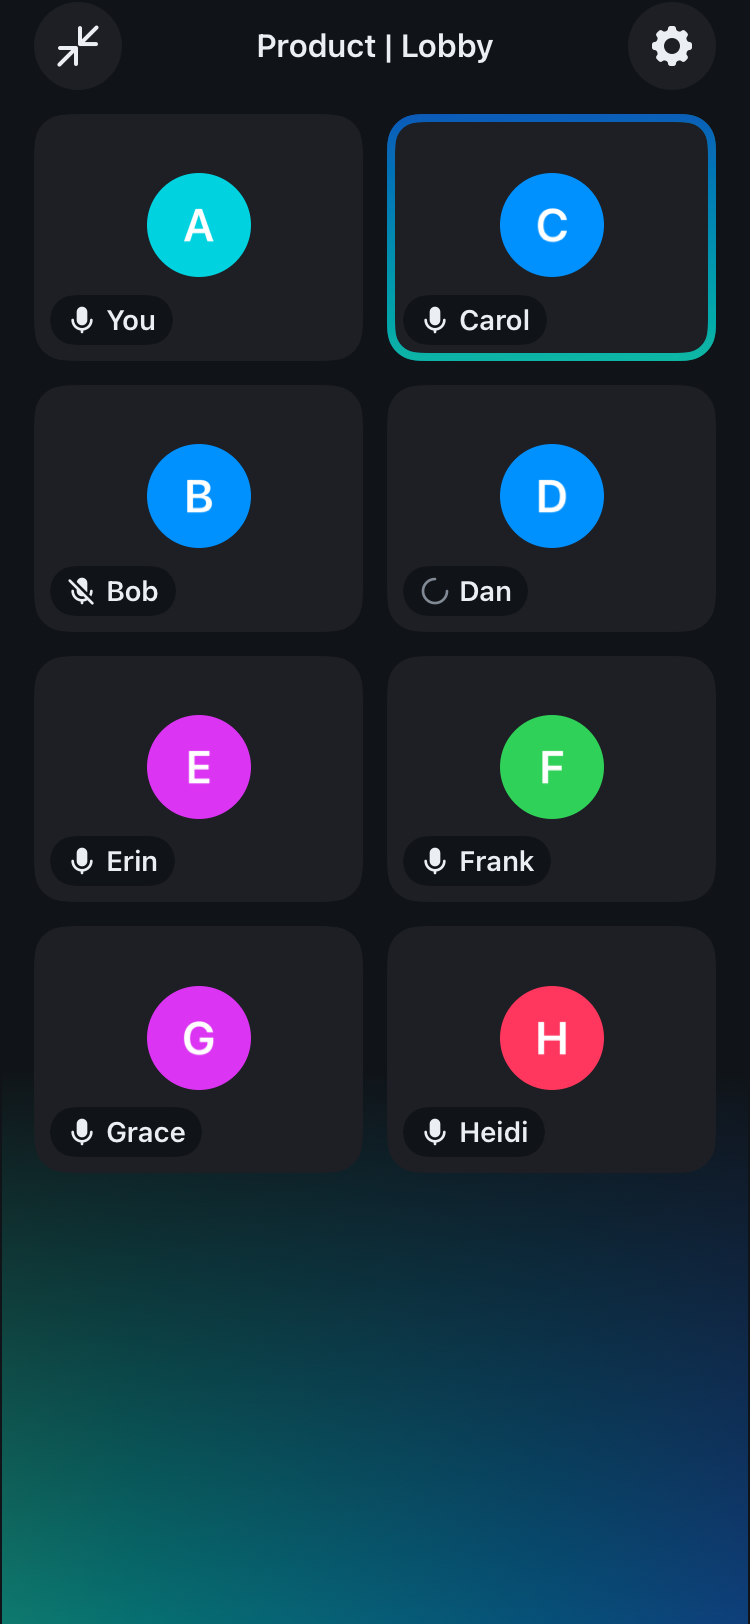 Product | Lobby
A
You
C
Carol
B
Bob
D
Dan
E
Erin
F
Frank
G
Grace
H
Heidi